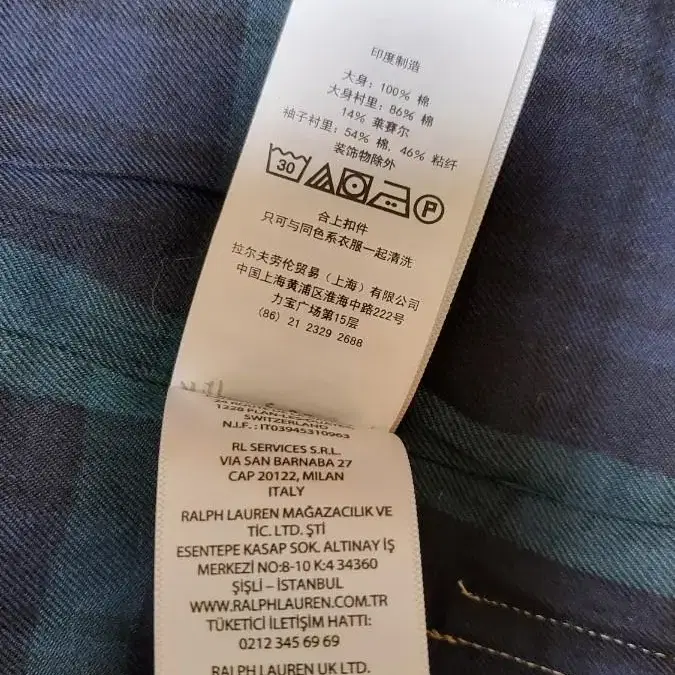 印度制造
大身: 100% 棉
大身衬里: 86% 棉
14% 莱赛尔
袖子衬里: 54% 棉, 46% 粘纤
装饰物除外
30 P
合上扣件
只可与同色系衣服一起清洗
拉尔夫劳伦贸易（上海）有限公司
中国上海黄浦区淮海中路222号
力宝广场第15层
(86) 21 2329 2688
SWITZERLAND
N.I.F. : IT03945310963
RL SERVICES S.R.L.
VIA SAN BARNABA 27
CAP 20122, MILAN
ITALY
RALPH LAUREN MAĞAZACILIK VE
TİC. LTD. ŞTİ
ESENTEPE KASAP SOK. ALTINAY İŞ
MERKEZİ NO:8-10 K:4 34360
ŞİŞLİ – İSTANBUL
WWW.RALPHLAUREN.COM.TR
TÜKETİCİ İLETİŞİM HATTI:
0212 345 69 69
RALPH LAUREN UK LTD.